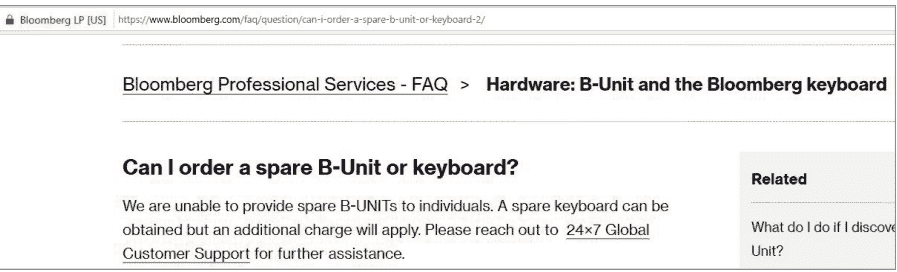 Bloomberg LP [US] https://www.bloomberg.com/faq/question/can-i-order-a-spare-b-unit-or-keyboard-2/
Bloomberg Professional Services - FAQ > Hardware: B-Unit and the Bloomberg keyboard
Can I order a spare B-Unit or keyboard?
We are unable to provide spare B-UNITs to individuals. A spare keyboard can be
obtained but an additional charge will apply. Please reach out to 24×7 Global
Customer Support for further assistance.
Related
What do I do if I discove
Unit?